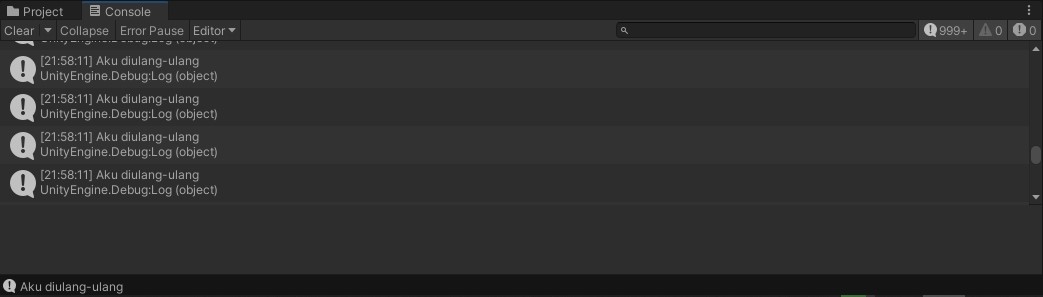 Project Console
Clear Collapse Error Pause Editor 999+ 0 0
[21:58:11] Aku diulang-ulang
UnityEngine.Debug:Log (object)
[21:58:11] Aku diulang-ulang
UnityEngine.Debug:Log (object)
[21:58:11] Aku diulang-ulang
UnityEngine.Debug:Log (object)
[21:58:11] Aku diulang-ulang
UnityEngine.Debug:Log (object)
Aku diulang-ulang